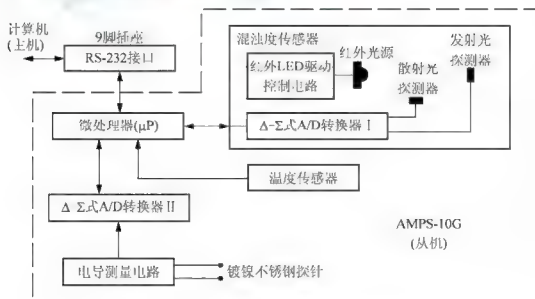 计算机
(主机)
9脚插座
RS-232接口
混浊度传感器
红外LED驱动
控制电路
红外光源
散射光
探测器
发射光
探测器
微处理器(μP)
Δ-Σ式A/D转换器Ⅰ
温度传感器
Δ-Σ式A/D转换器Ⅱ
电导测量电路
镀镍不锈钢探针
AMPS-10G
(从机)